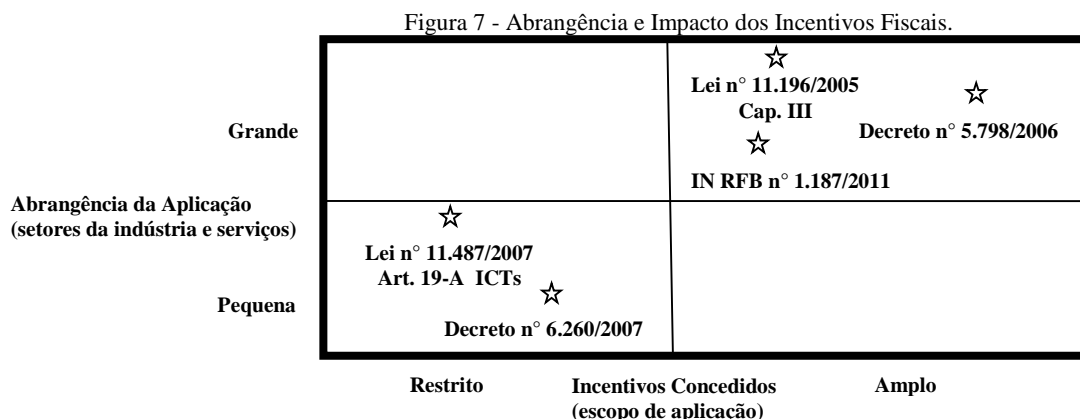 Figura 7 - Abrangência e Impacto dos Incentivos Fiscais.
Lei n° 11.196/2005
Cap. III
Grande
Decreto n° 5.798/2006
IN RFB n° 1.187/2011
Abrangência da Aplicação
(setores da indústria e serviços)
Lei n° 11.487/2007
Art. 19-A ICTs
Pequena
Decreto n° 6.260/2007
Restrito
Incentivos Concedidos
(escopo de aplicação)
Amplo